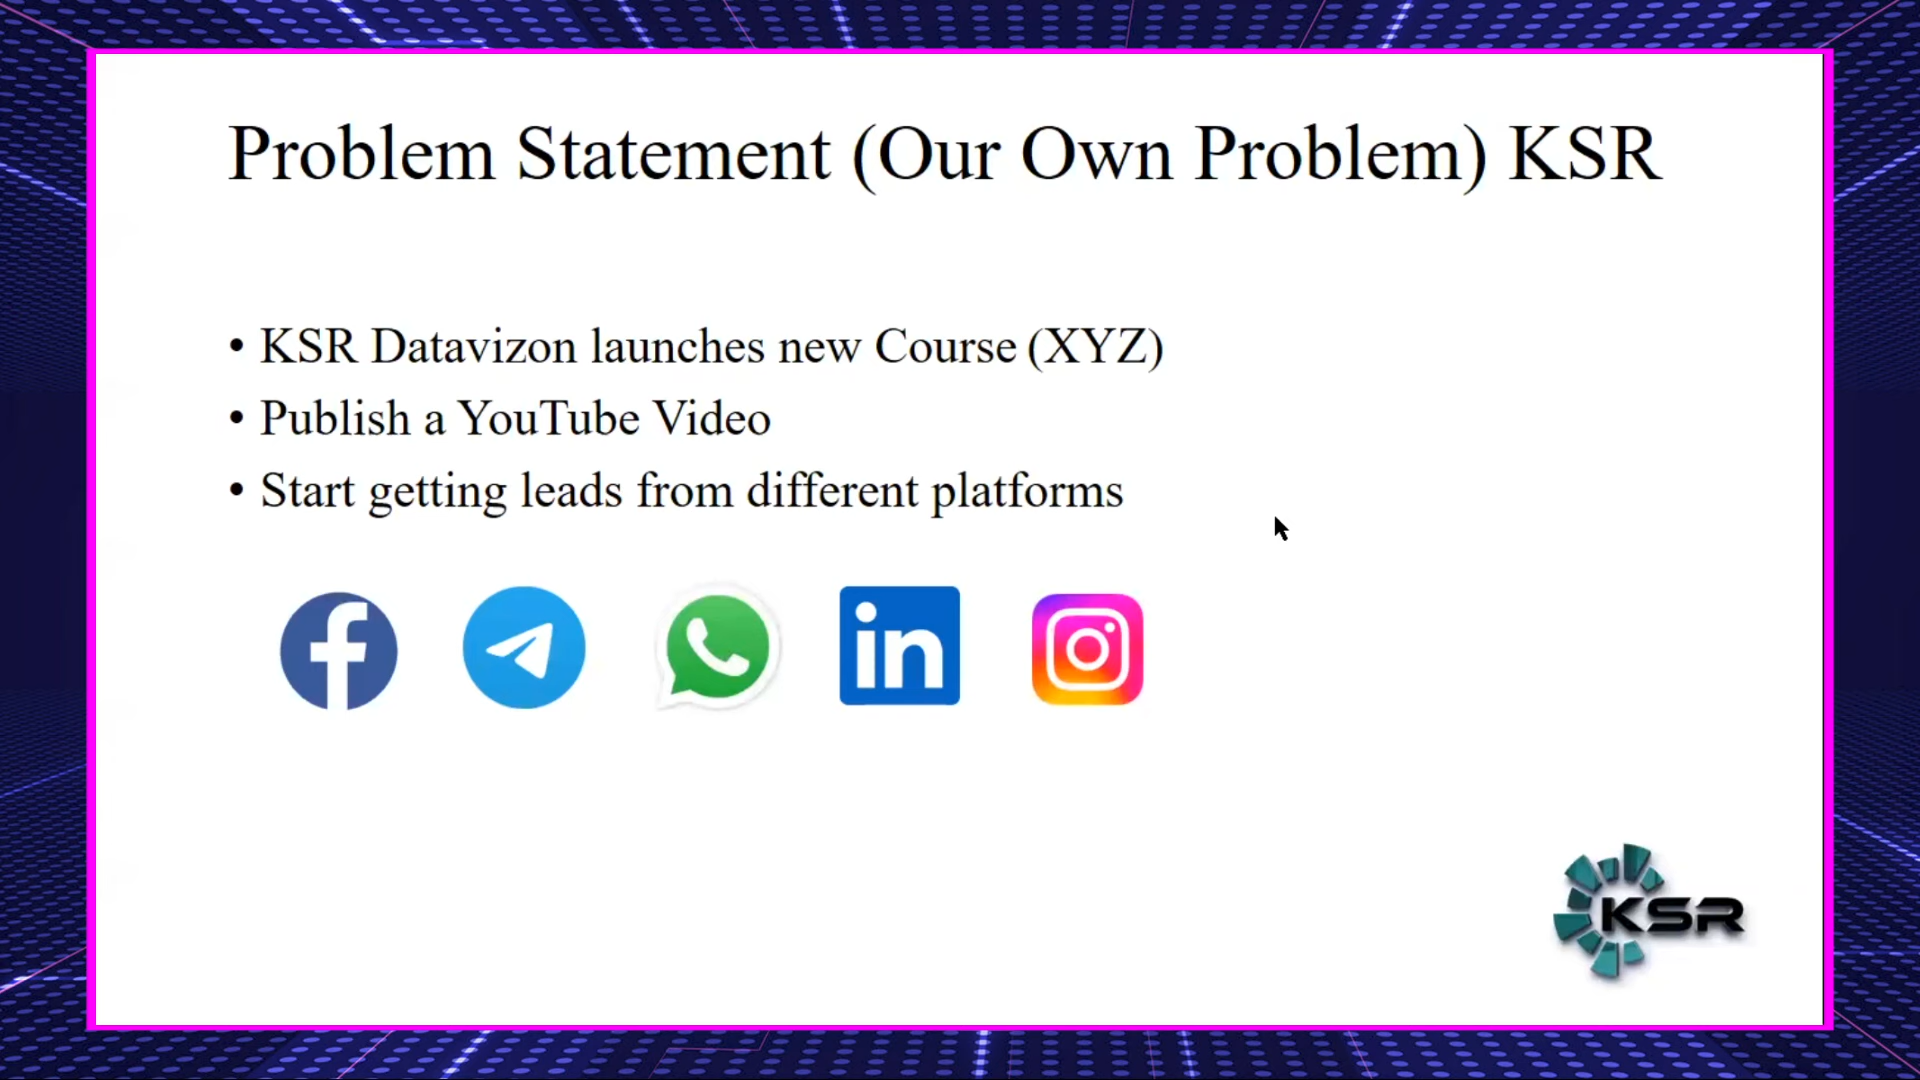 Problem Statement (Our Own Problem) KSR
• KSR Datavizon launches new Course (XYZ)
• Publish a YouTube Video
• Start getting leads from different platforms
f
in
KSR